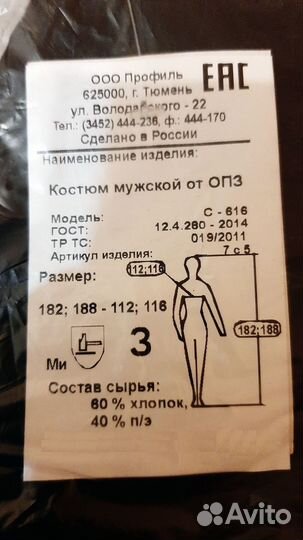 ООО Профиль
625000, г. Тюмень
ул. Володарского - 22
Тел.: (3452) 444-236, ф.: 444-170
Сделано в России
ЕАС
Наименование изделия:
Костюм мужской от ОПЗ
Модель: С - 616
ГОСТ: 12.4.280 - 2014
ТР ТС: 019/2011
Артикул изделия: 7 с 5
Размер:
112;116
182; 188 - 112; 116
182;188
Ми
3
Состав сырья:
60 % хлопок,
40 % п/э
Avito